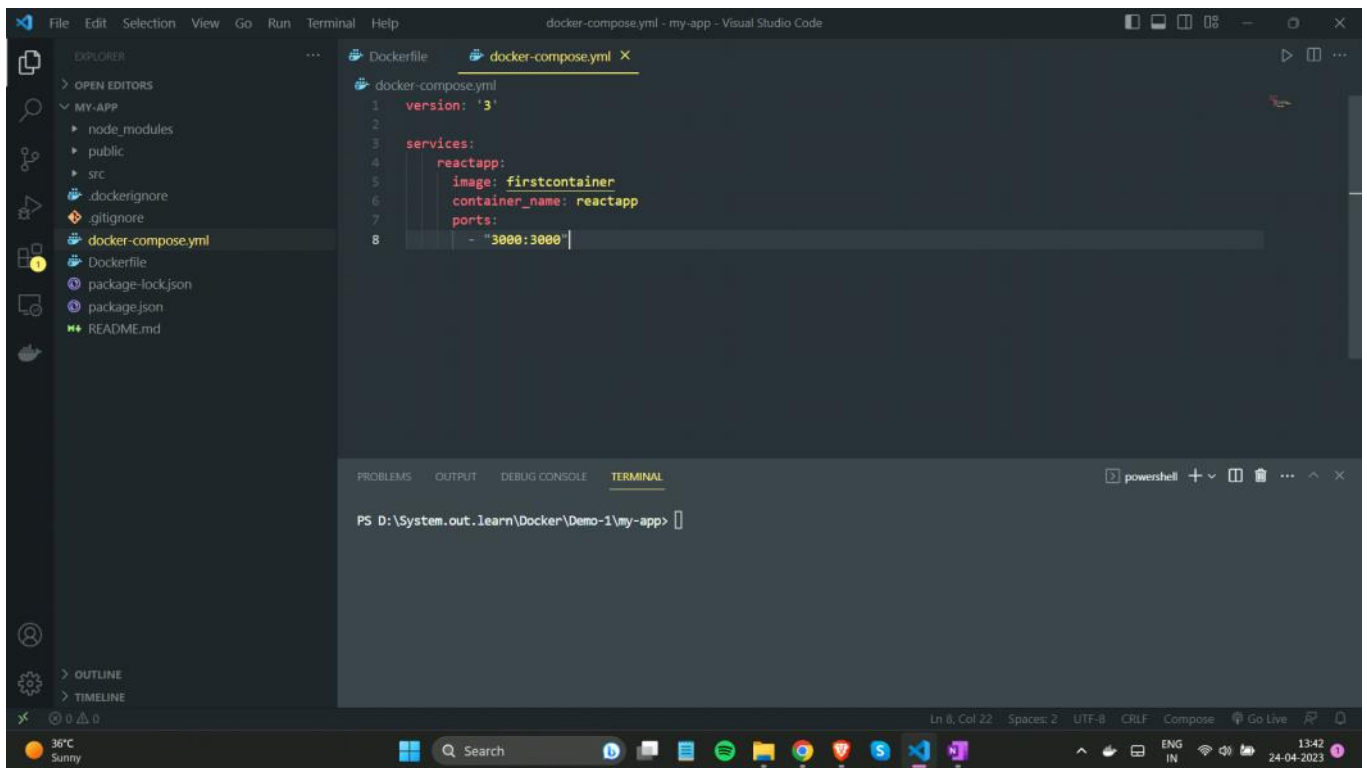 File Edit Selection View Go Run Terminal Help
docker-compose.yml - my-app - Visual Studio Code
EXPLORER
Dockerfile
docker-compose.yml
> OPEN EDITORS
MY-APP
node_modules
public
src
.dockerignore
.gitignore
docker-compose.yml
Dockerfile
package-lock.json
package.json
README.md
docker-compose.yml
1 version: '3'
2
3 services:
4 reactapp:
5 image: firstcontainer
6 container_name: reactapp
7 ports:
8 - "3000:3000"
1
PROBLEMS OUTPUT DEBUG CONSOLE TERMINAL
powershell
PS D:\System.out.learn\Docker\Demo-1\my-app>
> OUTLINE
> TIMELINE
0 0
Ln 8, Col 22 Spaces: 2 UTF-8 CRLF Compose Go Live
36°C
Sunny
Search
ENG
IN
13:42
24-04-2023
1